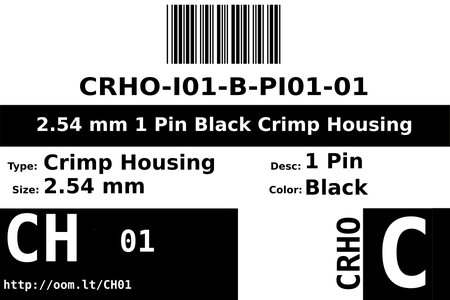 CRHO-I01-B-PI01-01
2.54 mm 1 Pin Black Crimp Housing
Type: Crimp Housing
Desc: 1 Pin
Size: 2.54 mm
Color: Black
CH 01
CRHO
C
http://oom.lt/CH01